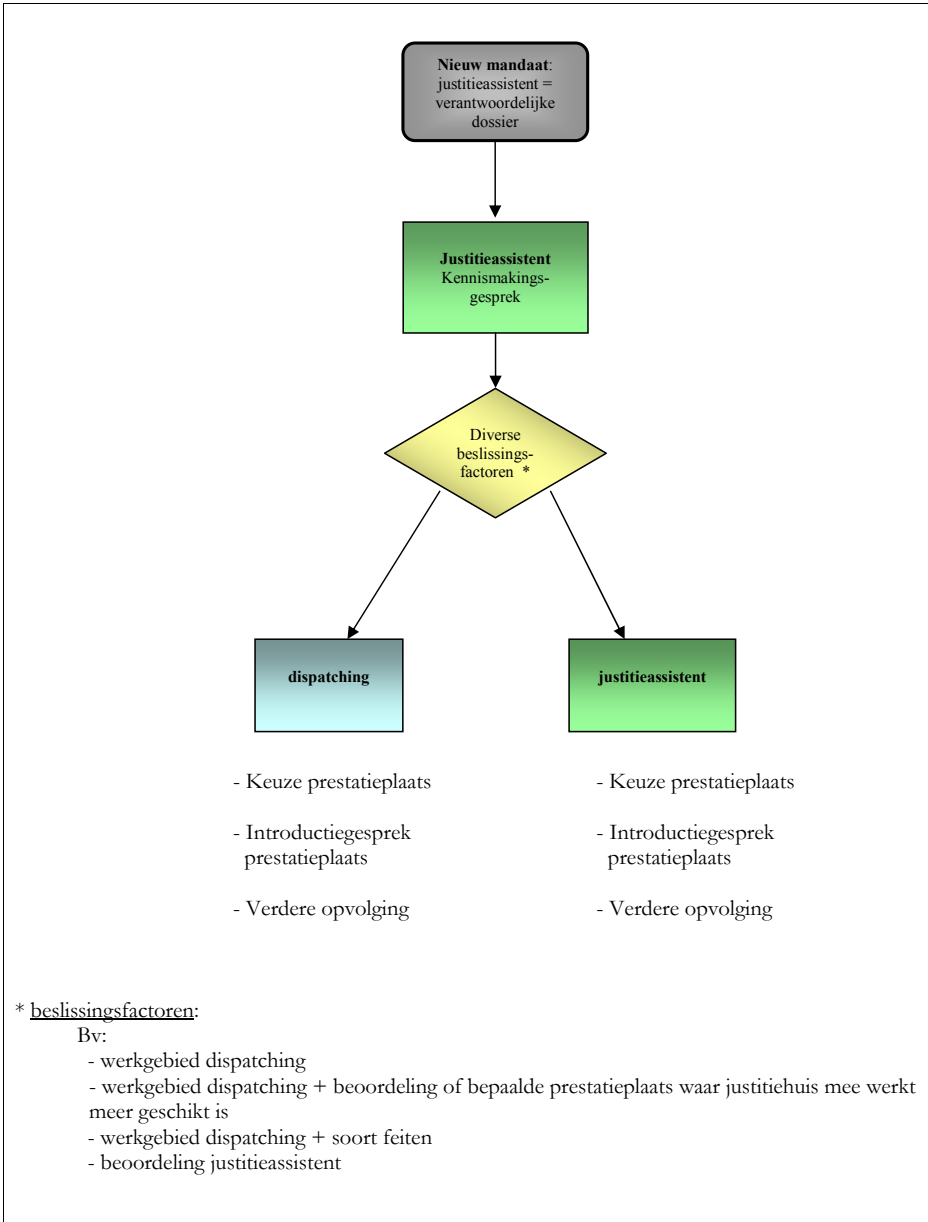 Nieuw mandaat:
justitieassistent =
verantwoordelijke
dossier
Justitieassistent
Kennismakings-
gesprek
Diverse
beslissings-
factoren *
dispatching
- Keuze prestatieplaats
- Introductiegesprek
prestatieplaats
- Verdere opvolging
justitieassistent
- Keuze prestatieplaats
- Introductiegesprek
prestatieplaats
- Verdere opvolging
* beslissingsfactoren:
Bv:
- werkgebied dispatching
- werkgebied dispatching + beoordeling of bepaalde prestatieplaats waar justitiehuis mee werkt
meer geschikt is
- werkgebied dispatching + soort feiten
- beoordeling justitieassistent